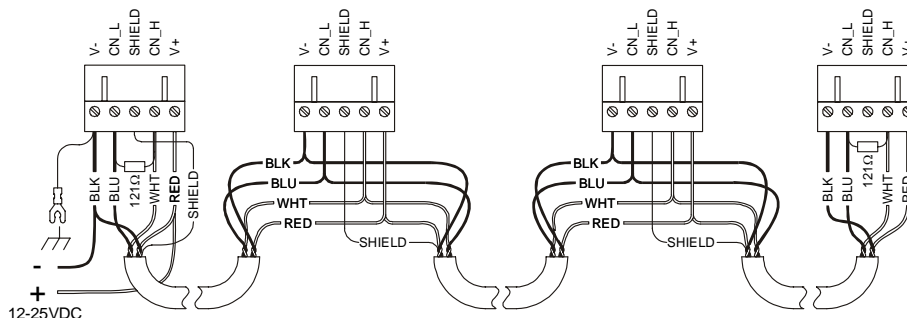 V- CN_L SHIELD CN_H V+
V- CN_L SHIELD CN_H V+
V- CN_L SHIELD CN_H V+
V- CN_L SHIELD CN_H V+
BLK BLU 121Ω WHT RED SHIELD
BLK
BLU
WHT
RED
SHIELD
BLK
BLU
WHT
RED
SHIELD
BLK BLU 121Ω WHT RED
-
+
12-25VDC